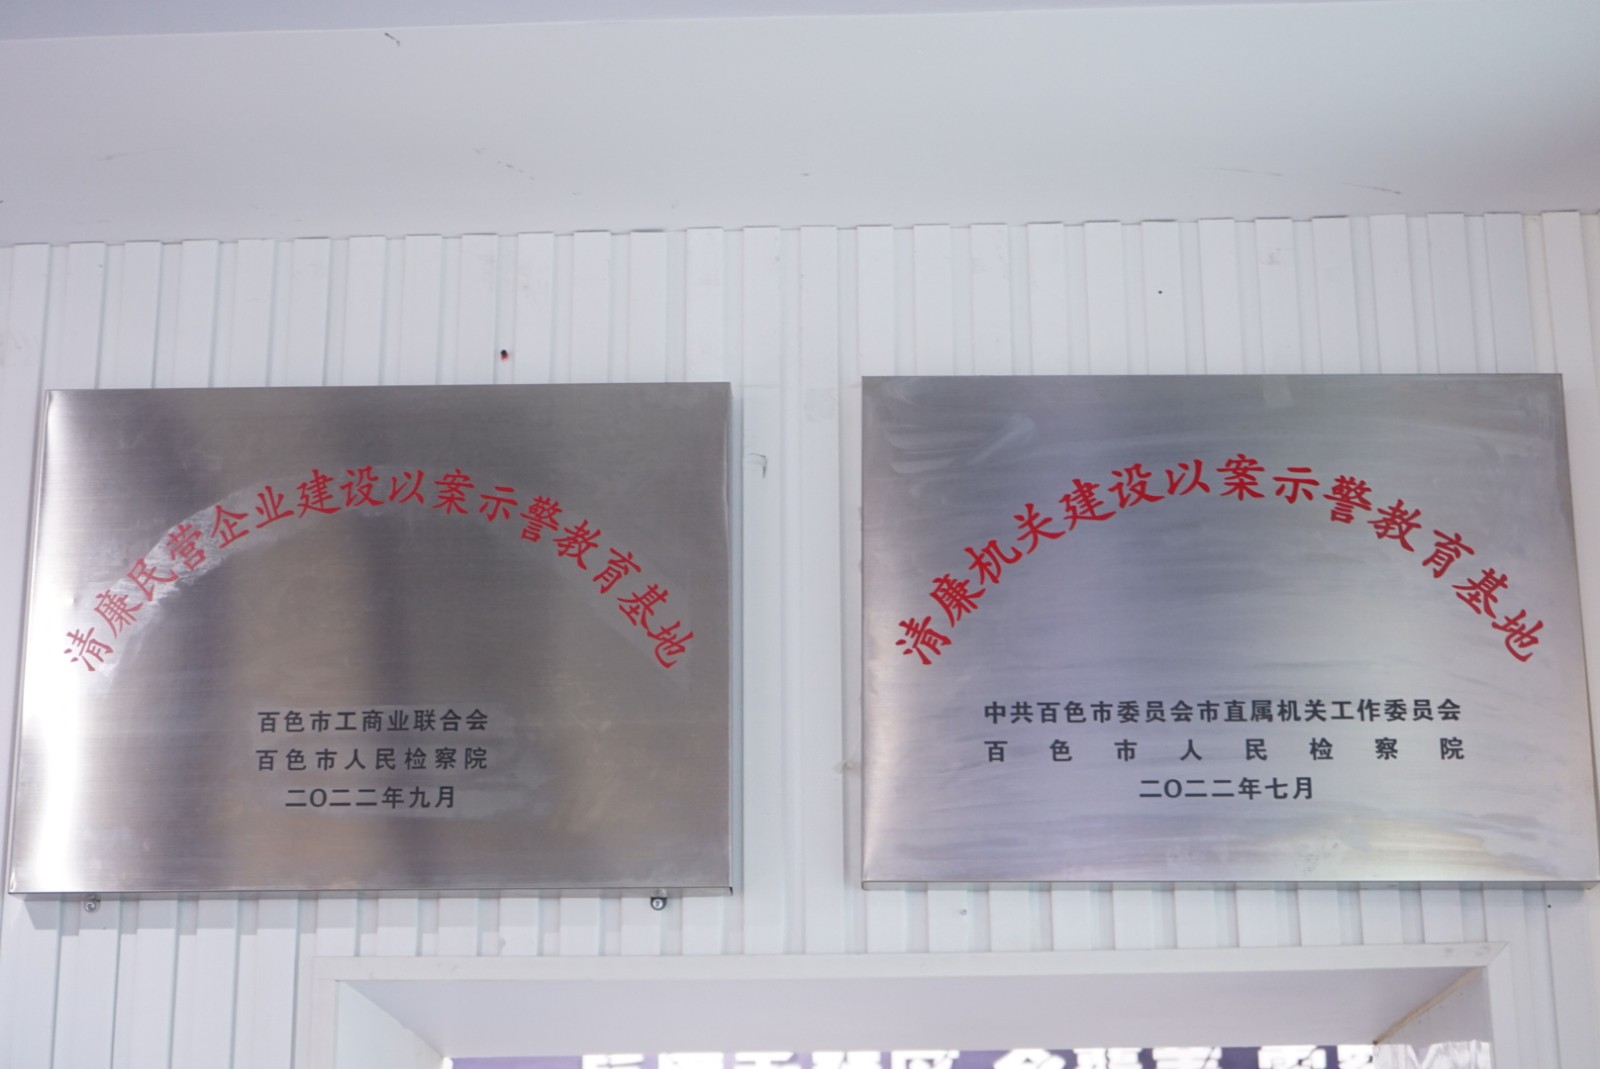 清廉民营企业建设以案示警教育基地
百色市工商业联合会
百色市人民检察院
二〇二二年九月
清廉机关建设以案示警教育基地
中共百色市委员会市直属机关工作委员会
百色市人民检察院
二〇二二年七月